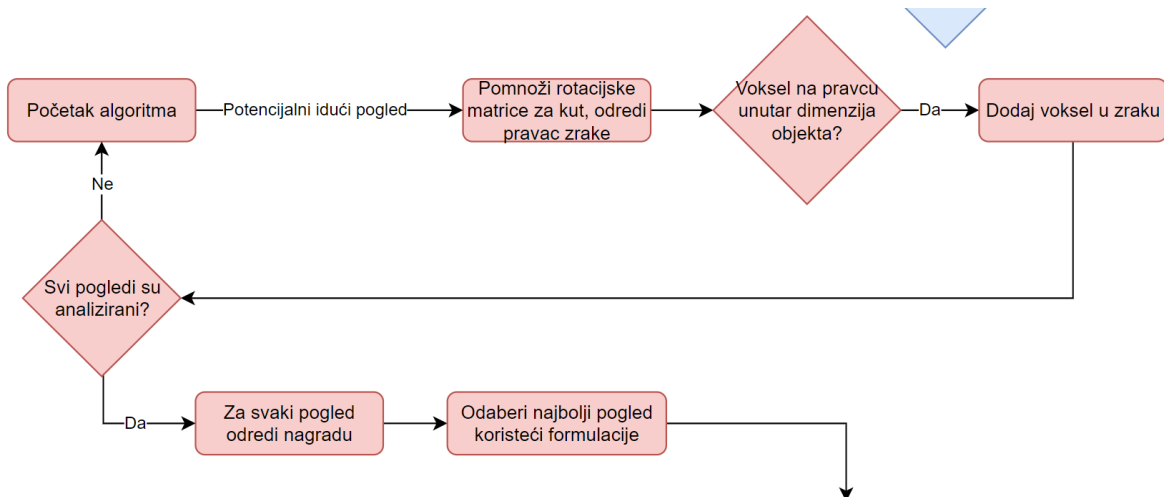 Početak algoritma
Potencijalni idući pogled
Pomnoži rotacijske
matrice za kut, odredi
pravac zrake
Voksel na pravcu
unutar dimenzija
objekta?
Da
Dodaj voksel u zraku
Ne
Svi pogledi su
analizirani?
Da
Za svaki pogled
odredi nagradu
Odaberi najbolji pogled
koristeći formulacije